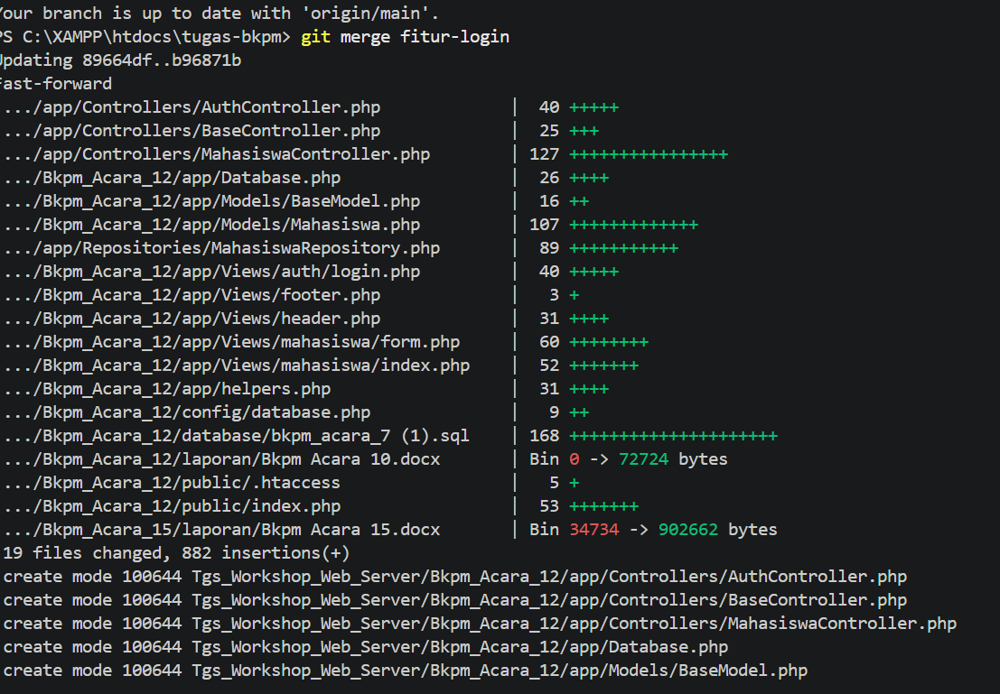 Your branch is up to date with 'origin/main'.
PS C:\XAMPP\htdocs\tugas-bkpm> git merge fitur-login
Updating 89664df..b96871b
Fast-forward
.../app/Controllers/AuthController.php | 40 +++++
.../app/Controllers/BaseController.php | 25 +++
.../app/Controllers/MahasiswaController.php | 127 ++++++++++++++++
.../Bkpm_Acara_12/app/Database.php | 26 ++++
.../Bkpm_Acara_12/app/Models/BaseModel.php | 16 ++
.../Bkpm_Acara_12/app/Models/Mahasiswa.php | 107 +++++++++++++
.../app/Repositories/MahasiswaRepository.php | 89 +++++++++++
.../Bkpm_Acara_12/app/Views/auth/login.php | 40 +++++
.../Bkpm_Acara_12/app/Views/footer.php | 3 +
.../Bkpm_Acara_12/app/Views/header.php | 31 ++++
.../Bkpm_Acara_12/app/Views/mahasiswa/form.php | 60 ++++++++
.../Bkpm_Acara_12/app/Views/mahasiswa/index.php | 52 +++++++
.../Bkpm_Acara_12/app/helpers.php | 31 ++++
.../Bkpm_Acara_12/config/database.php | 9 ++
.../Bkpm_Acara_12/database/bkpm_acara_7 (1).sql | 168 +++++++++++++++++++++
.../Bkpm_Acara_12/laporan/Bkpm Acara 10.docx | Bin 0 -> 72724 bytes
.../Bkpm_Acara_12/public/.htaccess | 5 +
.../Bkpm_Acara_12/public/index.php | 53 +++++++
.../Bkpm_Acara_15/laporan/Bkpm Acara 15.docx | Bin 34734 -> 902662 bytes
19 files changed, 882 insertions(+)
create mode 100644 Tgs_Workshop_Web_Server/Bkpm_Acara_12/app/Controllers/AuthController.php
create mode 100644 Tgs_Workshop_Web_Server/Bkpm_Acara_12/app/Controllers/BaseController.php
create mode 100644 Tgs_Workshop_Web_Server/Bkpm_Acara_12/app/Controllers/MahasiswaController.php
create mode 100644 Tgs_Workshop_Web_Server/Bkpm_Acara_12/app/Database.php
create mode 100644 Tgs_Workshop_Web_Server/Bkpm_Acara_12/app/Models/BaseModel.php